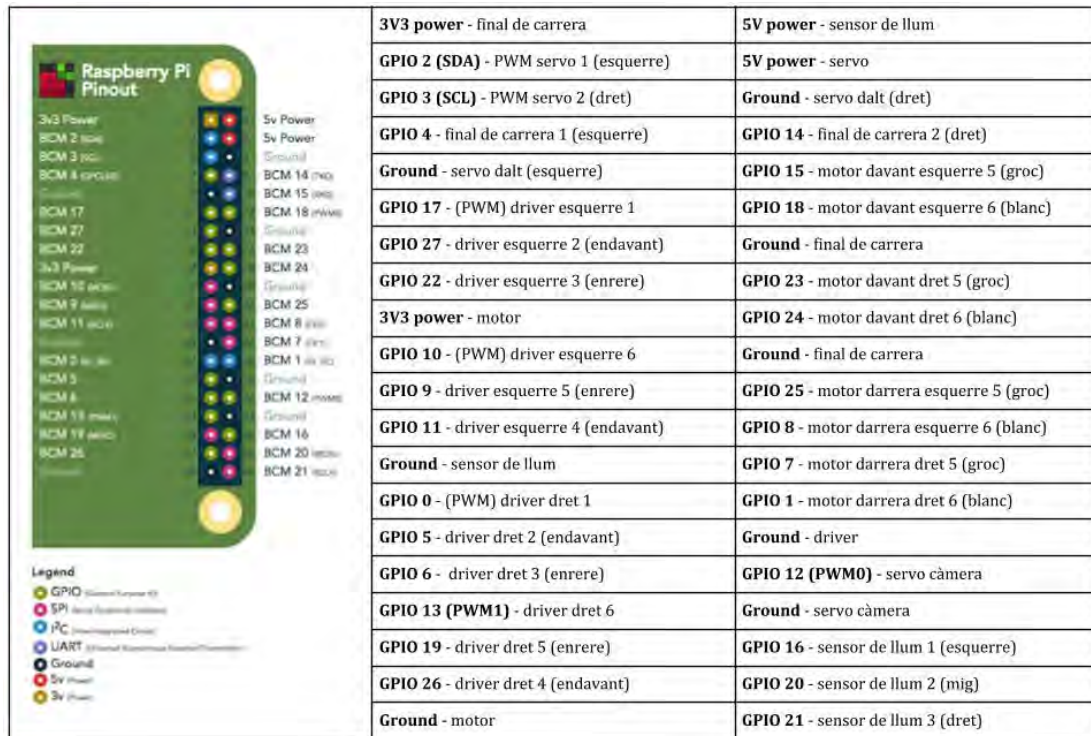 Raspberry Pi
Pinout
3v3 Power
BCM 2 (SDA)
BCM 3 (SCL)
BCM 4
Ground
BCM 17
BCM 27
BCM 22
3v3 Power
BCM 10
BCM 9
BCM 11
Ground
BCM 5
BCM 6
BCM 13
BCM 19
BCM 26
Ground
5v Power
5v Power
Ground
BCM 14 (TXD)
BCM 15
BCM 18
Ground
BCM 23
BCM 24
Ground
BCM 25
BCM 8
BCM 7
BCM 1
Ground
BCM 12
Ground
BCM 16
BCM 20
BCM 21
Legend
GPIO
SPI
I²C
UART
Ground
5v
3v
3V3 power - final de carrera
5V power - sensor de llum
GPIO 2 (SDA) - PWM servo 1 (esquerre)
5V power - servo
GPIO 3 (SCL) - PWM servo 2 (dret)
Ground - servo dalt (dret)
GPIO 4 - final de carrera 1 (esquerre)
GPIO 14 - final de carrera 2 (dret)
Ground - servo dalt (esquerre)
GPIO 15 - motor davant esquerre 5 (groc)
GPIO 17 - (PWM) driver esquerre 1
GPIO 18 - motor davant esquerre 6 (blanc)
GPIO 27 - driver esquerre 2 (endavant)
Ground - final de carrera
GPIO 22 - driver esquerre 3 (enrere)
GPIO 23 - motor davant dret 5 (groc)
3V3 power - motor
GPIO 24 - motor davant dret 6 (blanc)
GPIO 10 - (PWM) driver esquerre 6
Ground - final de carrera
GPIO 9 - driver esquerre 5 (enrere)
GPIO 25 - motor darrera esquerre 5 (groc)
GPIO 11 - driver esquerre 4 (endavant)
GPIO 8 - motor darrera esquerre 6 (blanc)
Ground - sensor de llum
GPIO 7 - motor darrera dret 5 (groc)
GPIO 0 - (PWM) driver dret 1
GPIO 1 - motor darrera dret 6 (blanc)
GPIO 5 - driver dret 2 (endavant)
Ground - driver
GPIO 6 - driver dret 3 (enrere)
GPIO 12 (PWM0) - servo càmera
GPIO 13 (PWM1) - driver dret 6
Ground - servo càmera
GPIO 19 - driver dret 5 (enrere)
GPIO 16 - sensor de llum 1 (esquerre)
GPIO 26 - driver dret 4 (endavant)
GPIO 20 - sensor de llum 2 (mig)
Ground - motor
GPIO 21 - sensor de llum 3 (dret)